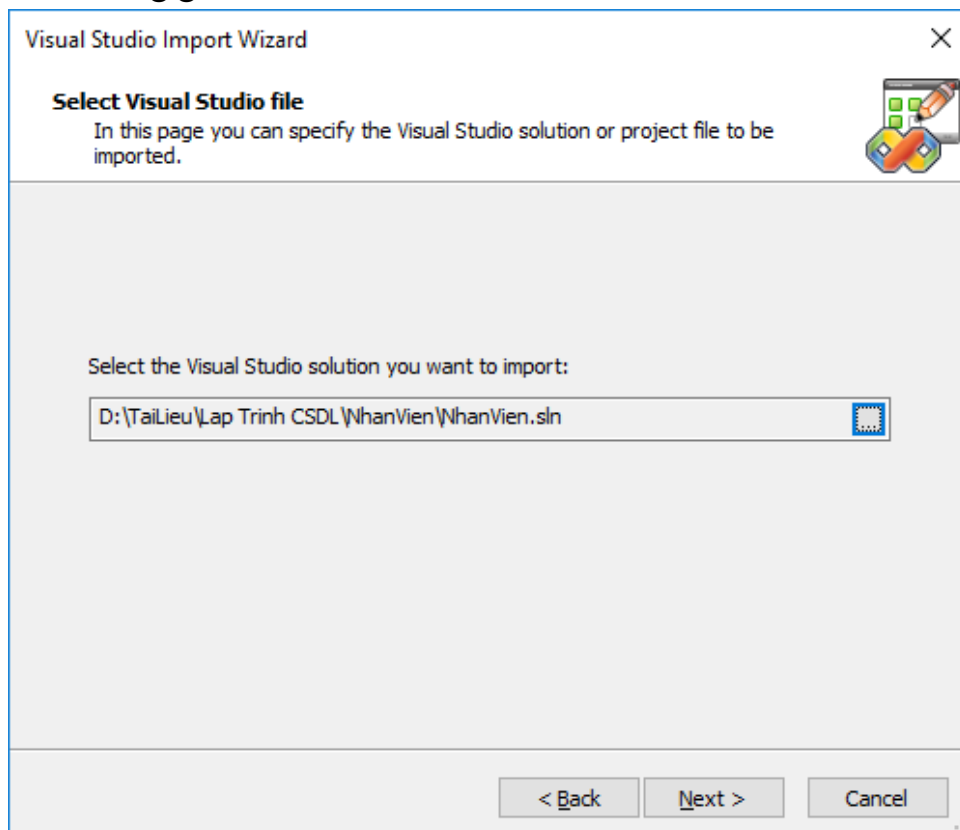 Visual Studio Import Wizard
Select Visual Studio file
In this page you can specify the Visual Studio solution or project file to be
imported.
Select the Visual Studio solution you want to import:
D:\TaiLieu\Lap Trinh CSDL\NhanVien\NhanVien.sln
...
< Back
Next >
Cancel